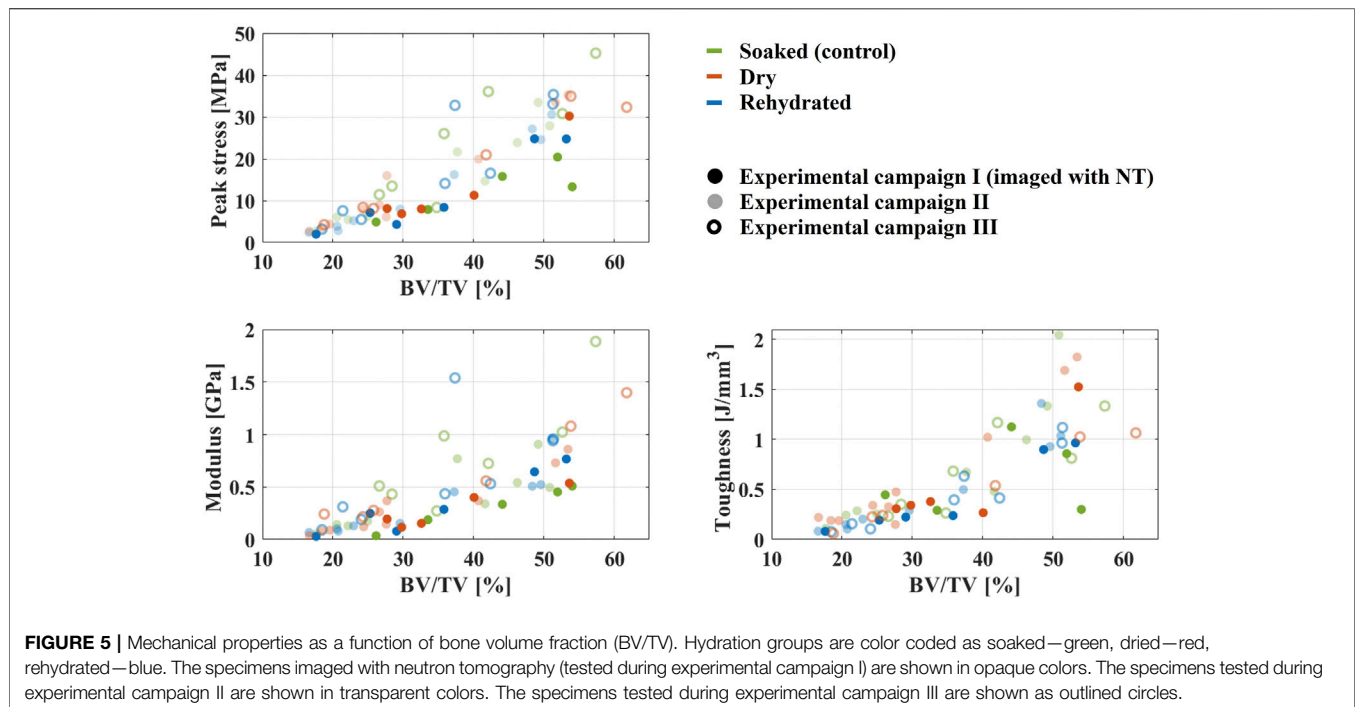 50
40
30
20
10
0
Peak stress [MPa]
10 20 30 40 50 60
BV/TV [%]
Soaked (control)
Dry
Rehydrated
Experimental campaign I (imaged with NT)
Experimental campaign II
Experimental campaign III
2
1.5
1
0.5
0
Modulus [GPa]
10 20 30 40 50 60
BV/TV [%]
2
1.5
1
0.5
0
Toughness [J/mm³]
10 20 30 40 50 60
BV/TV [%]
FIGURE 5 | Mechanical properties as a function of bone volume fraction (BV/TV). Hydration groups are color coded as soaked—green, dried—red,
rehydrated—blue. The specimens imaged with neutron tomography (tested during experimental campaign I) are shown in opaque colors. The specimens tested during
experimental campaign II are shown in transparent colors. The specimens tested during experimental campaign III are shown as outlined circles.